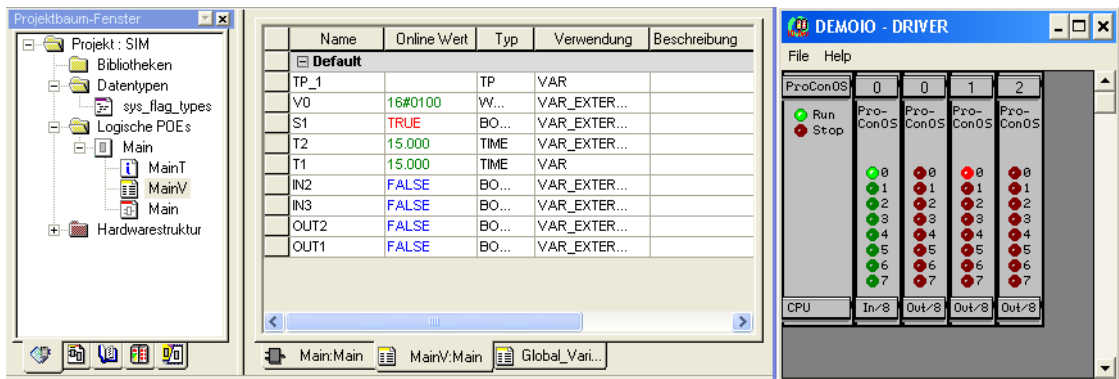 Projektbaum-Fenster
Projekt : SIM
Bibliotheken
Datentypen
sys_flag_types
Logische POEs
Main
MainT
MainV
Main
Hardwarestruktur
Name Online Wert Typ Verwendung Beschreibung
Default
TP_1 TP VAR
V0 16#0100 W... VAR_EXTER...
S1 TRUE BO... VAR_EXTER...
T2 15.000 TIME VAR_EXTER...
T1 15.000 TIME VAR
IN2 FALSE BO... VAR_EXTER...
IN3 FALSE BO... VAR_EXTER...
OUT2 FALSE BO... VAR_EXTER...
OUT1 FALSE BO... VAR_EXTER...
Main:Main MainV:Main Global_Vari...
DEMOIO - DRIVER
File Help
ProConOS 0 0 1 2
Run
Stop
Pro- Pro- Pro- Pro-
ConOS ConOS ConOS ConOS
0 0 0 0
1 1 1 1
2 2 2 2
3 3 3 3
4 4 4 4
5 5 5 5
6 6 6 6
7 7 7 7
CPU In/8 Out/8 Out/8 Out/8